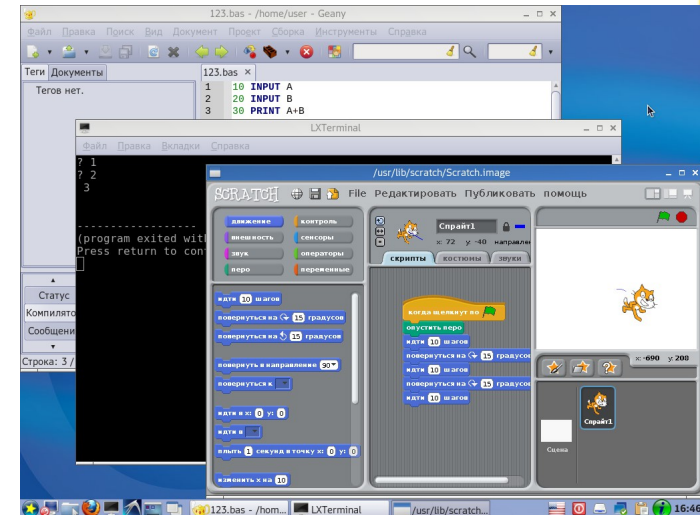 123.bas - /home/user - Geany
Файл Правка Поиск Вид Документ Проект Сборка Инструменты Справка
Теги Документы
123.bas ×
Тегов нет.
1 10 INPUT A
2 20 INPUT B
3 30 PRINT A+B
LXTerminal
Файл Правка Вкладки Справка
? 1
? 2
3
------------------
(program exited wit
Press return to con
Статус
Компилято
Сообщени
Строка: 3 /
/usr/lib/scratch/Scratch.image
SCRATCH File Редактировать Публиковать помощь
движение контроль
внешность сенсоры
звук операторы
перо переменные
идти 10 шагов
повернуться на 15 градусов
повернуться на 15 градусов
повернуть в направление 90
повернуться к
идти в x: 0 y: 0
идти в
плыть 1 секунд в точку x: 0 y: 0
изменить x на 10
Спрайт1
x: 72 y: -40 направлен
скрипты костюмы звуки
когда щелкнут по
опустить перо
идти 10 шагов
повернуться на 15 градусо
идти 10 шагов
повернуться на 15 градусо
идти 10 шагов
x: -690 y: 200
Спрайт1
Сцена
123.bas - /hom...
LXTerminal
/usr/lib/scratch...
16:48